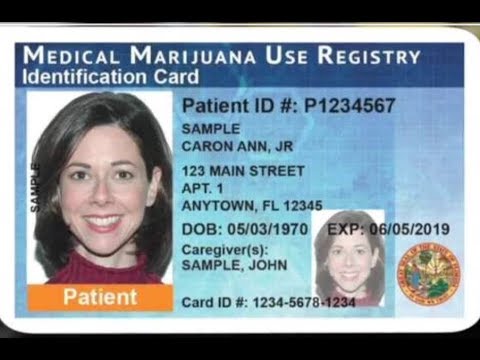 MEDICAL MARIJUANA USE REGISTRY
Identification Card
Patient ID #: P1234567
SAMPLE
CARON ANN, JR
123 MAIN STREET
APT. 1
ANYTOWN, FL 12345
DOB: 05/03/1970 EXP: 06/05/2019
Caregiver(s):
SAMPLE, JOHN
Card ID #: 1234-5678-1234
SAMPLE
Patient